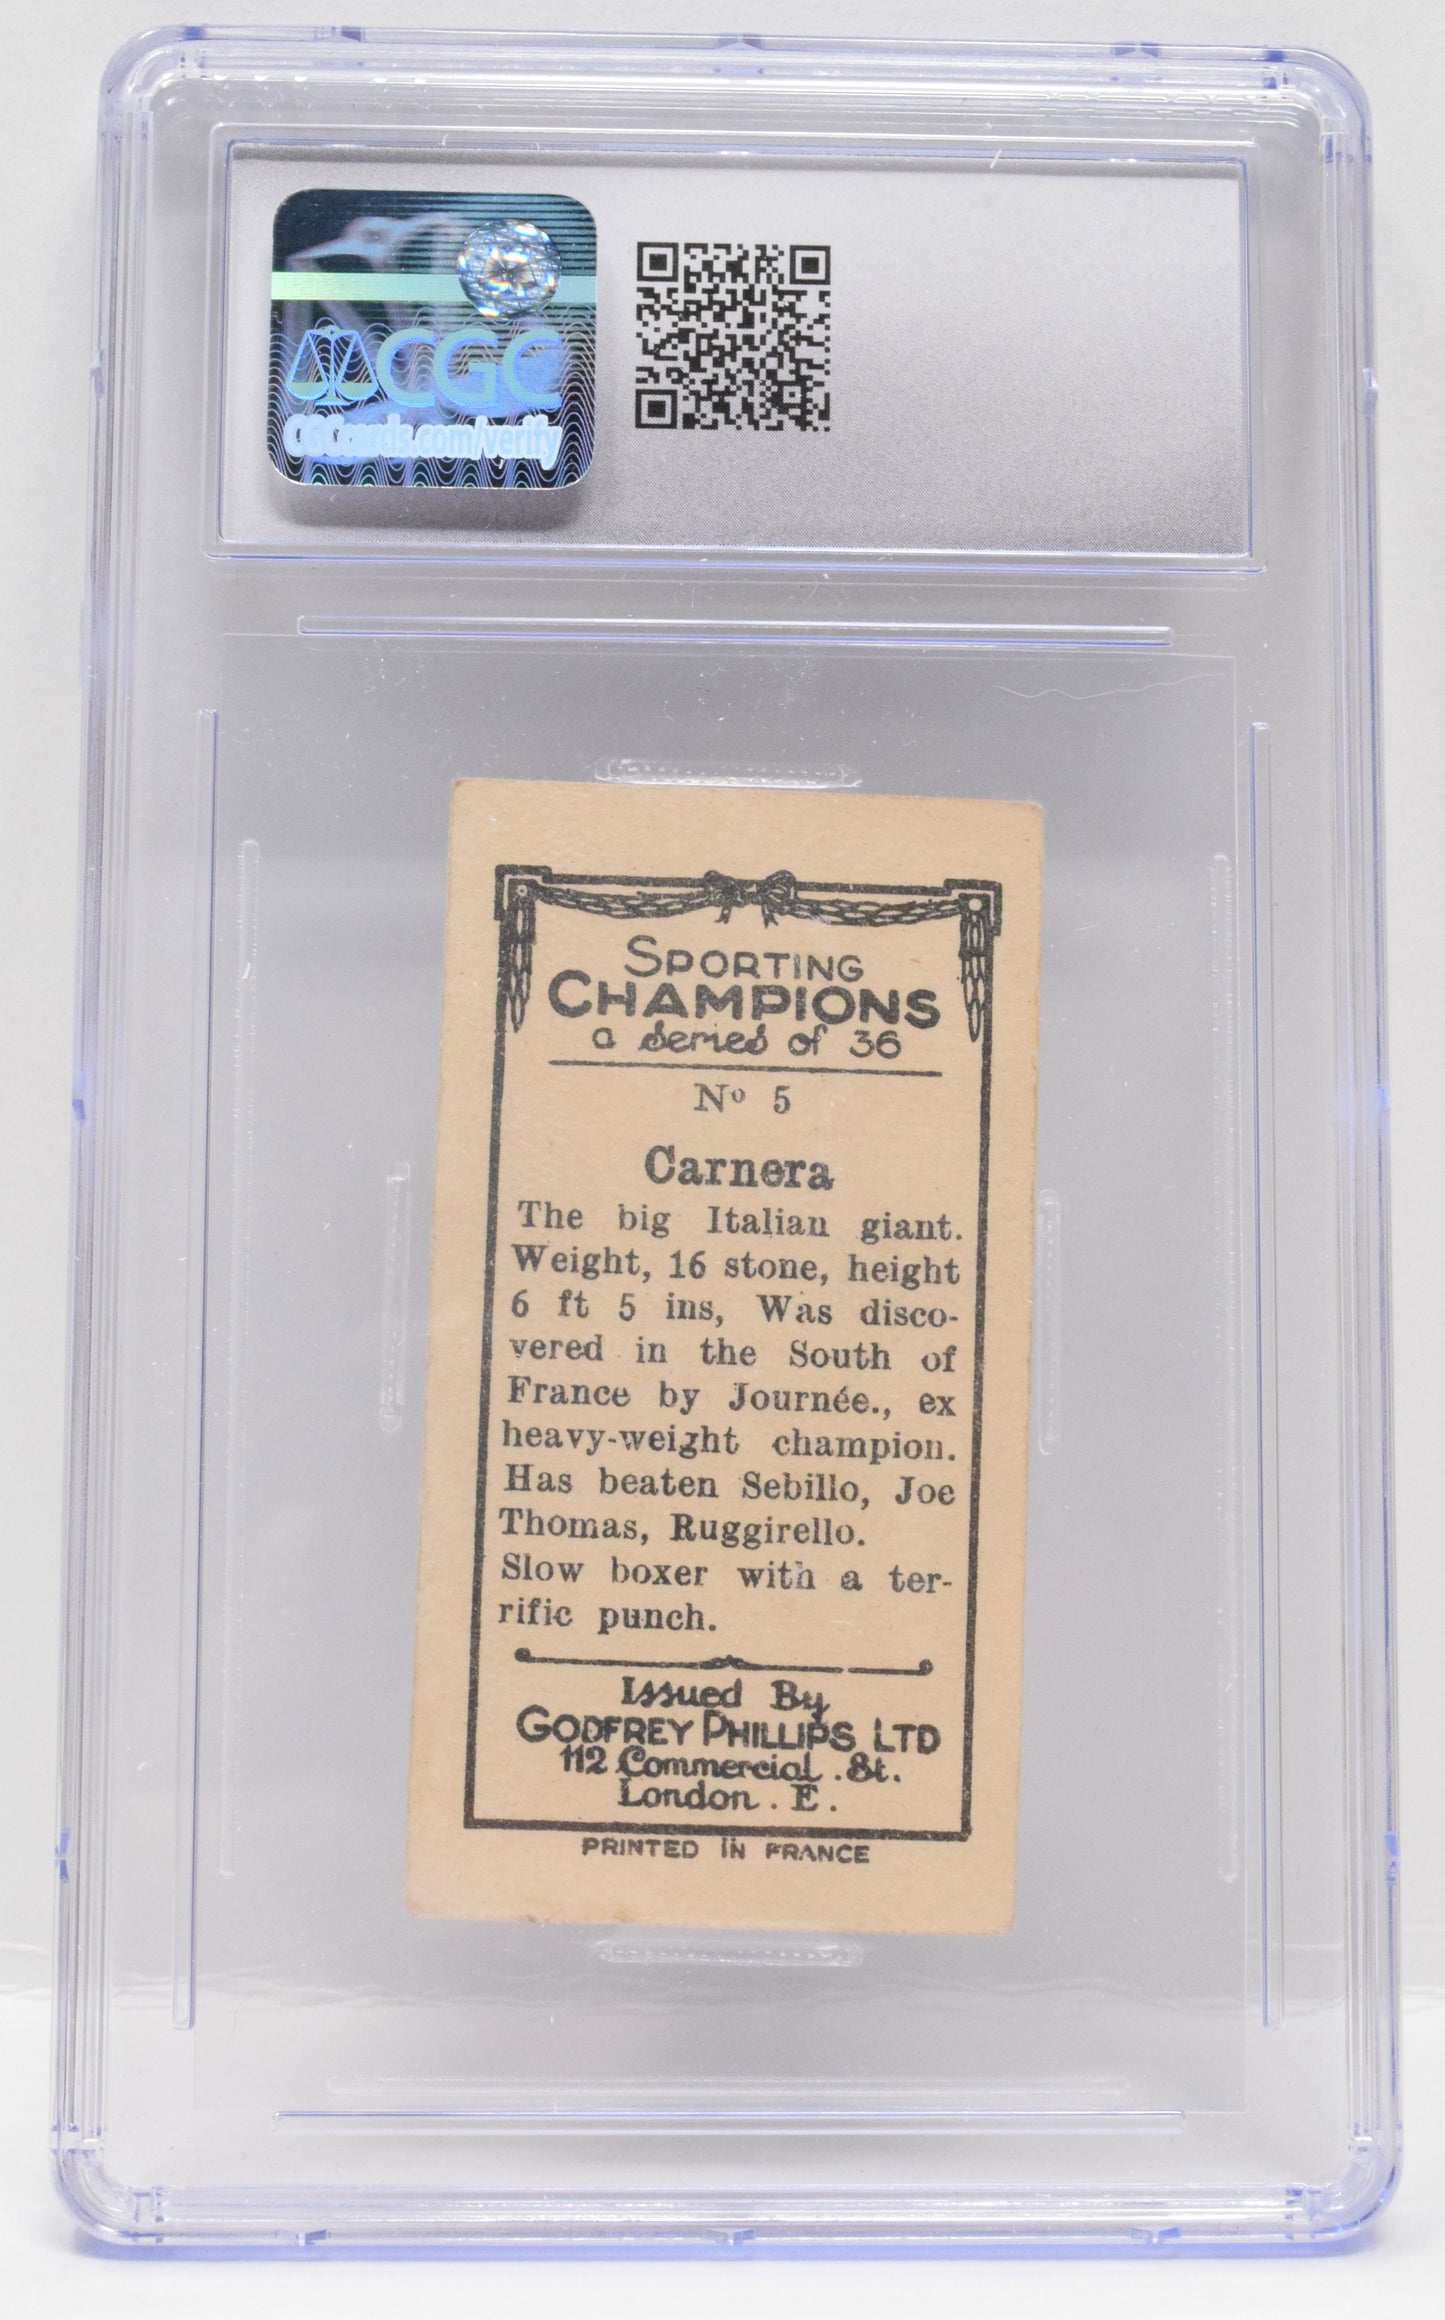 CGC
CGCcards.com/verify
SPORTING
CHAMPIONS
a series of 36
Nº 5
Carnera
The big Italian giant.
Weight, 16 stone, height
6 ft 5 ins, Was disco-
vered in the South of
France by Journée., ex
heavy-weight champion.
Has beaten Sebillo, Joe
Thomas, Ruggirello.
Slow boxer with a ter-
rific punch.
Issued By
GODFREY PHILLIPS LTD
112 Commercial . St.
London . E .
PRINTED IN FRANCE